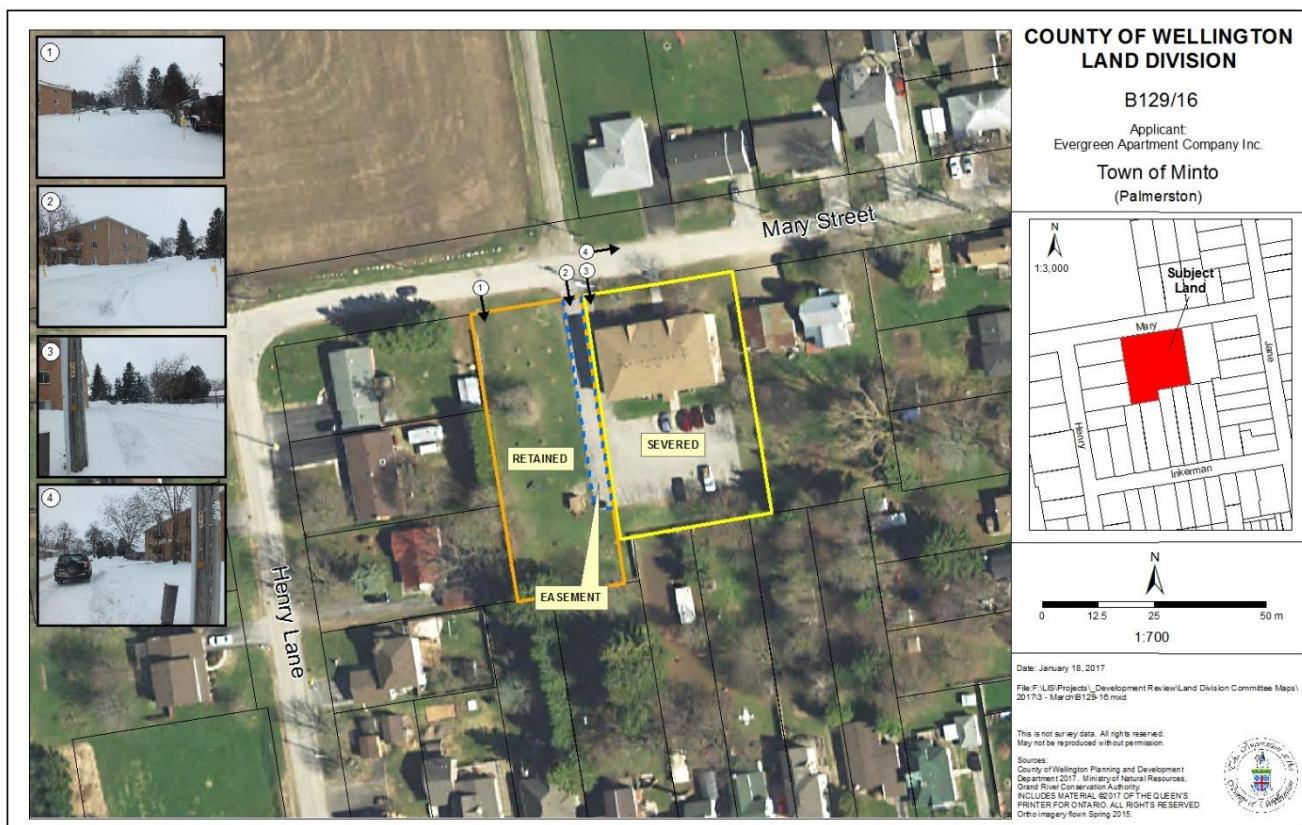 COUNTY OF WELLINGTON
LAND DIVISION
B129/16
Applicant:
Evergreen Apartment Company Inc.
Town of Minto
(Palmerston)
N
1:3,000
Subject
Land
Mary
Jane
Henry
Inkerman
N
0 12.5 25 50 m
1:700
Date: January 18, 2017
File:F:\LIS\Projects\_Development Review\Land Division Committee Maps\
2017\3 - March\B129-16.mxd
This is not survey data. All rights reserved.
May not be reproduced without permission.
Sources:
County of Wellington Planning and Development
Department 2017. Ministry of Natural Resources,
Grand River Conservation Authority.
INCLUDES MATERIAL ©2017 OF THE QUEEN'S
PRINTER FOR ONTARIO. ALL RIGHTS RESERVED
Ortho imagery flown Spring 2015.
1
2
3
4
Mary Street
4
1
2
3
RETAINED
SEVERED
EASEMENT
Henry Lane